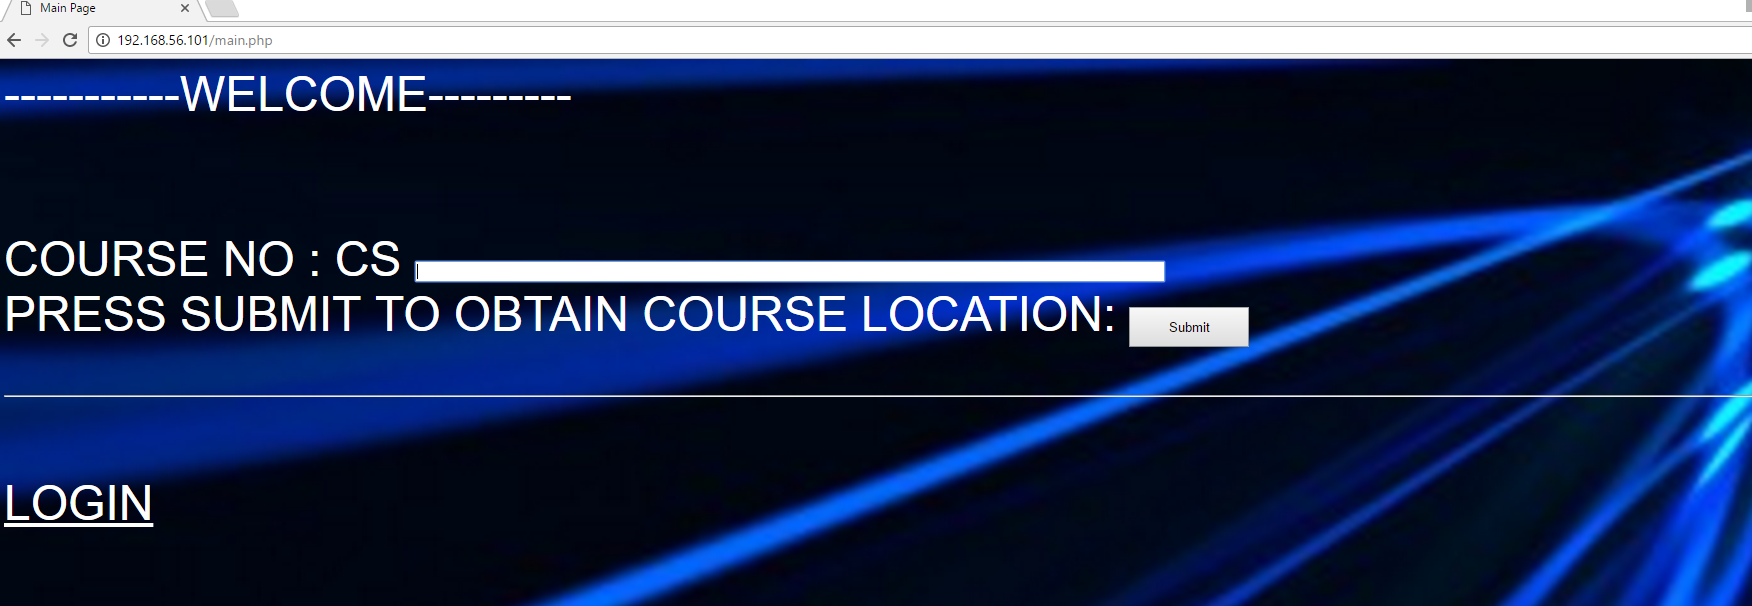 Main Page
192.168.56.101/main.php
-----------WELCOME---------
COURSE NO : CS
PRESS SUBMIT TO OBTAIN COURSE LOCATION: Submit
LOGIN